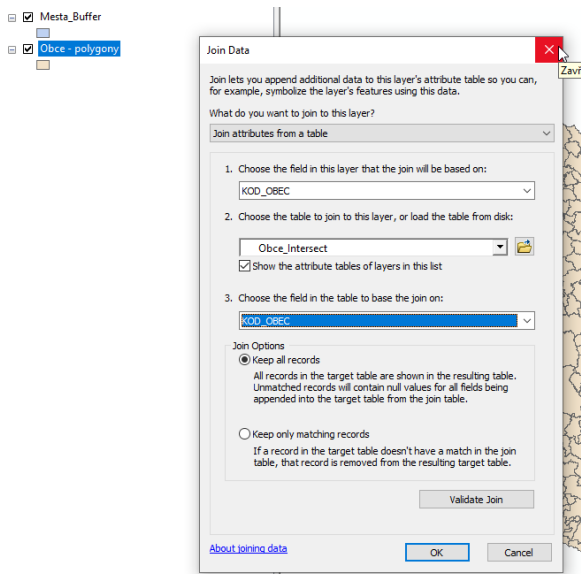 Mesta_Buffer
Obce - polygony
Join Data
Zavř
Join lets you append additional data to this layer's attribute table so you can,
for example, symbolize the layer's features using this data.
What do you want to join to this layer?
Join attributes from a table
1. Choose the field in this layer that the join will be based on:
KOD_OBEC
2. Choose the table to join to this layer, or load the table from disk:
Obce_Intersect
Show the attribute tables of layers in this list
3. Choose the field in the table to base the join on:
KOD_OBEC
Join Options
Keep all records
All records in the target table are shown in the resulting table.
Unmatched records will contain null values for all fields being
appended into the target table from the join table.
Keep only matching records
If a record in the target table doesn't have a match in the join
table, that record is removed from the resulting target table.
Validate Join
About joining data
OK
Cancel